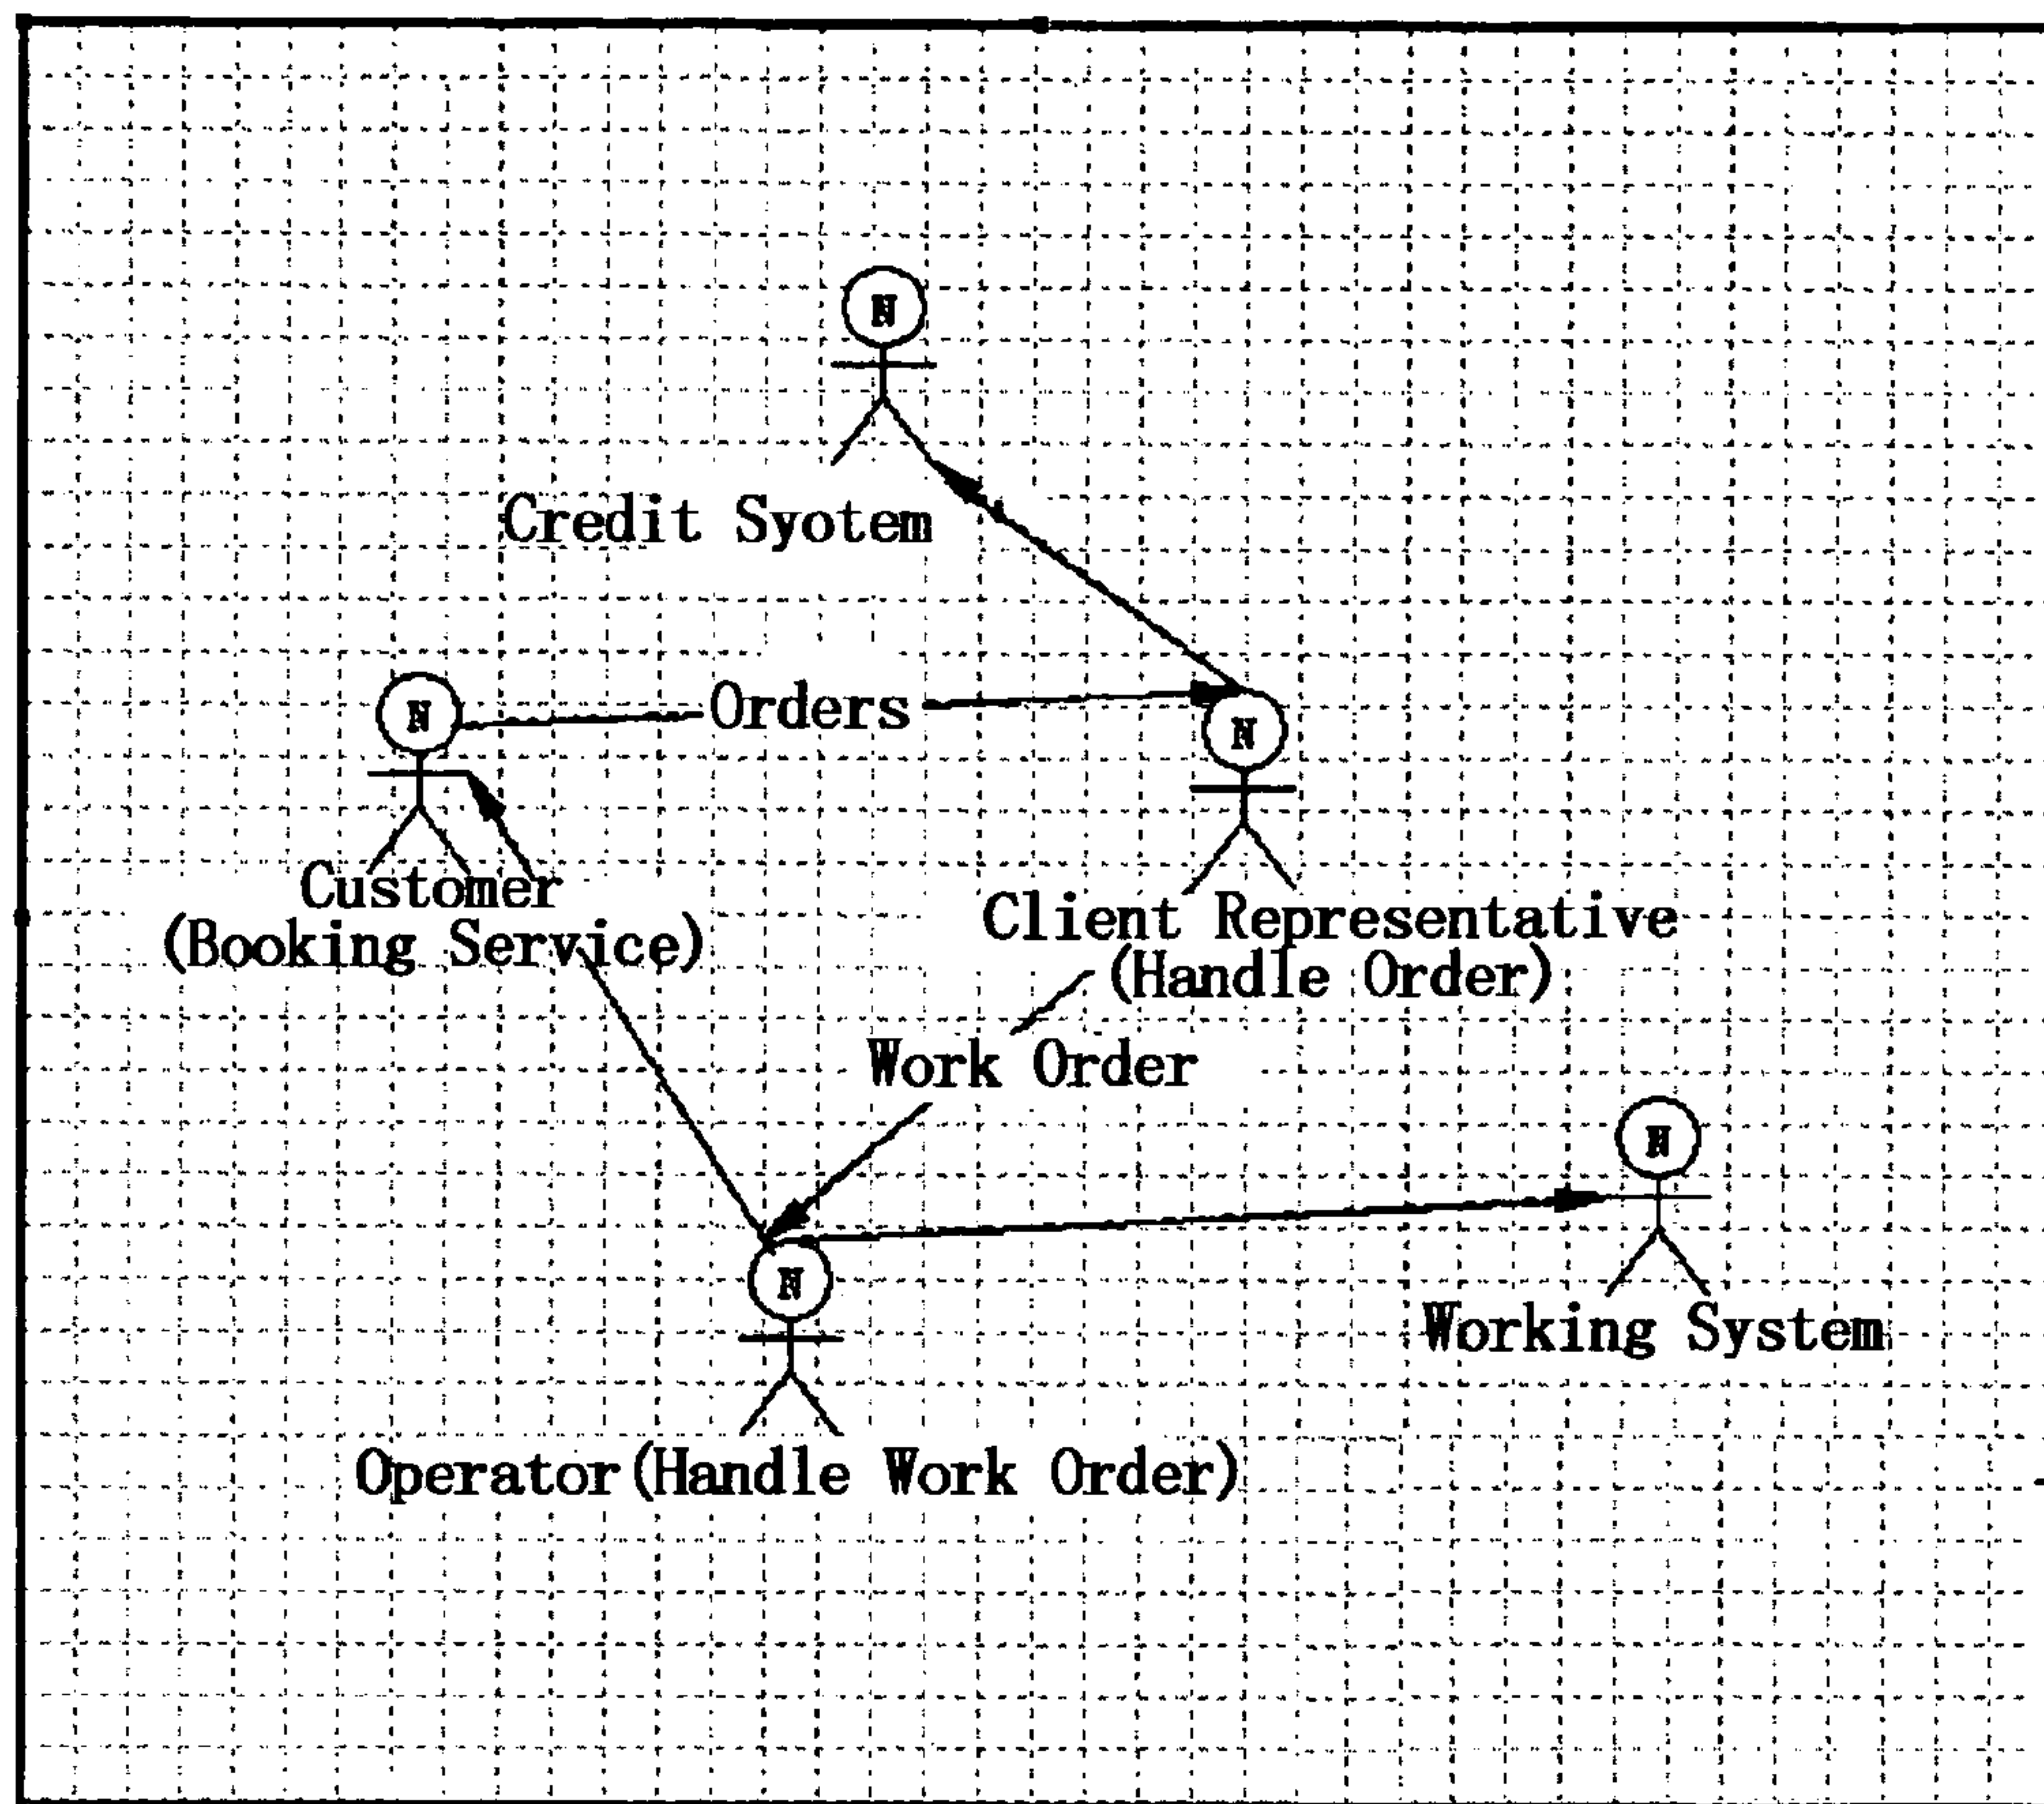 N
Credit Syotem
N
Orders
N
Customer
(Booking Service)
Client Representative
(Handle Order)
Work Order
N
Working System
N
Operator(Handle Work Order)